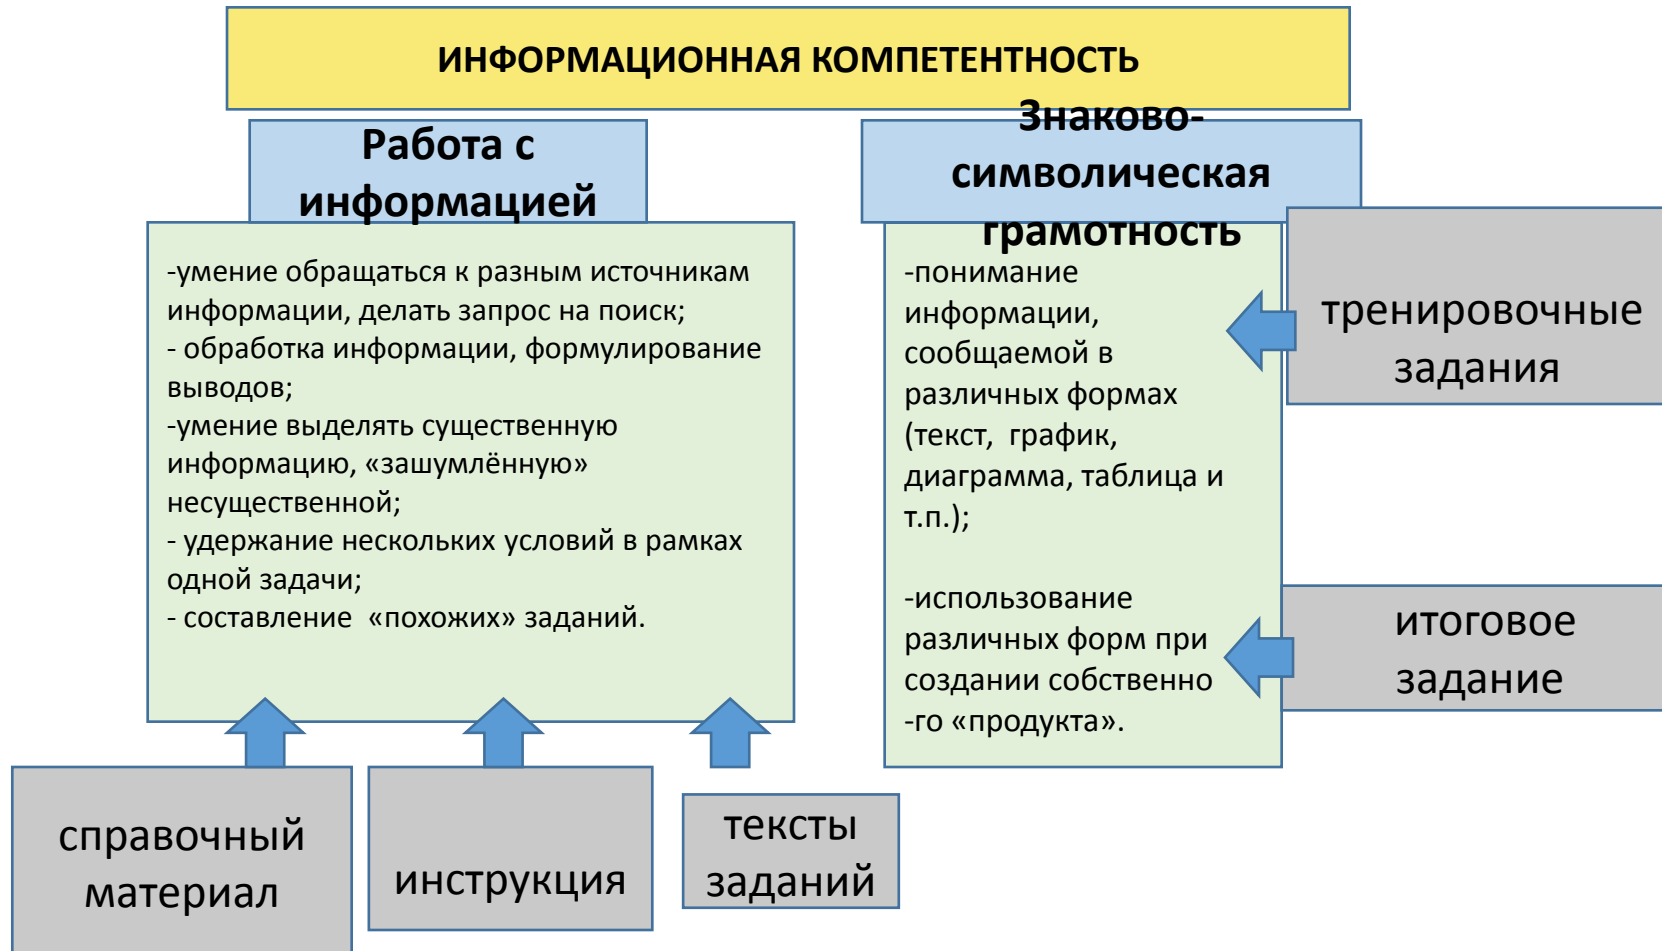 ИНФОРМАЦИОННАЯ КОМПЕТЕНТНОСТЬ
Работа с
информацией
-умение обращаться к разным источникам
информации, делать запрос на поиск;
- обработка информации, формулирование
выводов;
-умение выделять существенную
информацию, «зашумлённую»
несущественной;
- удержание нескольких условий в рамках
одной задачи;
- составление «похожих» заданий.
справочный
материал
инструкция
тексты
заданий
Знаково-
символическая
грамотность
-понимание
информации,
сообщаемой в
различных формах
(текст, график,
диаграмма, таблица и
т.п.);
-использование
различных форм при
создании собственно
-го «продукта».
тренировочные
задания
итоговое
задание